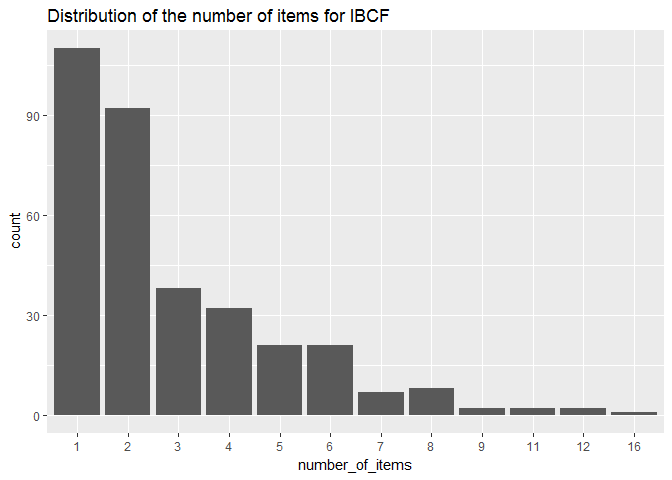 Distribution of the number of items for IBCF
count
90
60
30
0
1 2 3 4 5 6 7 8 9 11 12 16
number_of_items